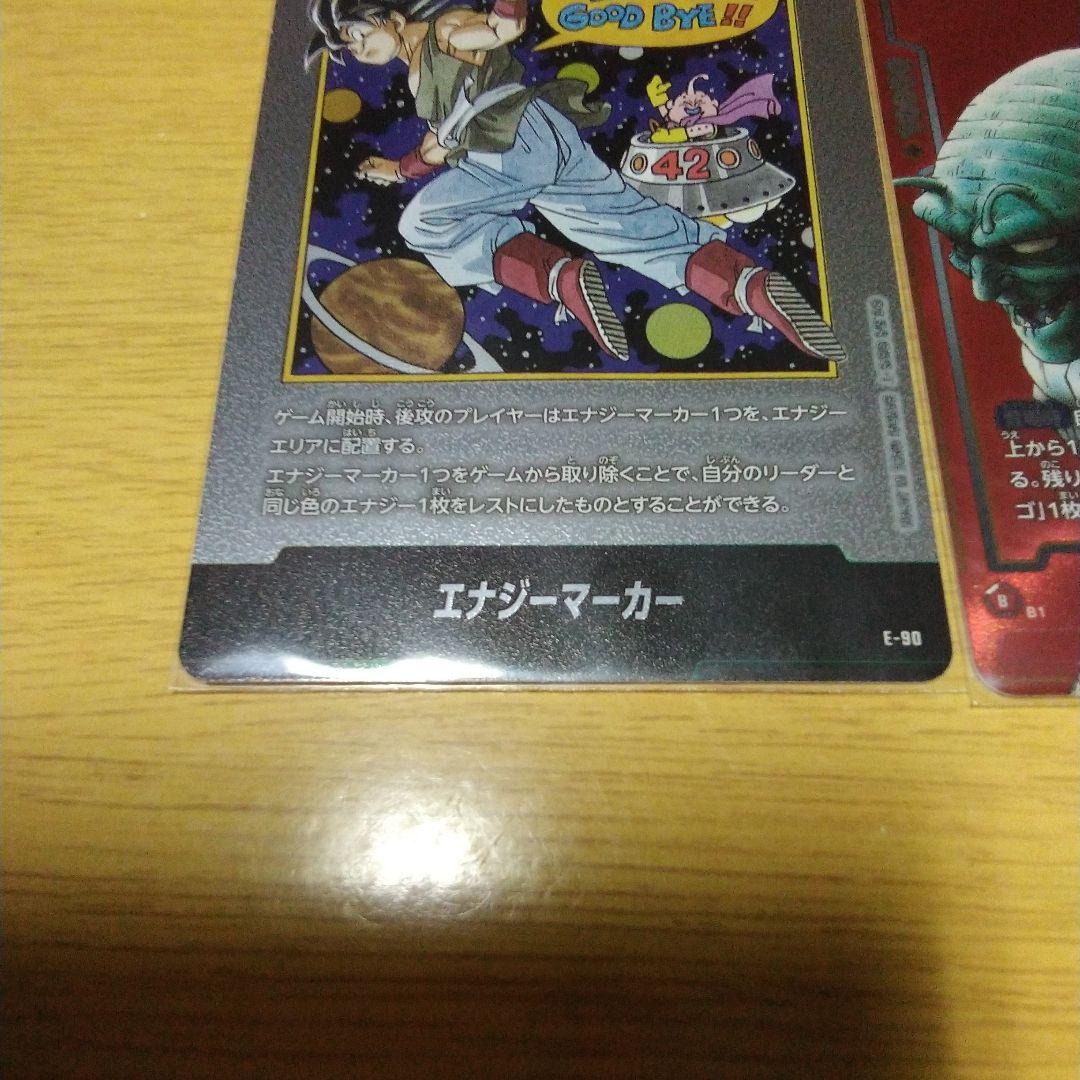 GOOD BYE!!
42
ゲーム開始時、後攻のプレイヤーはエナジーマーカー1つを、エナジー
エリアに配置する。
エナジーマーカー1つをゲームから取り除くことで、自分のリーダーと
同じ色のエナジー1枚をレストにしたものとすることができる。
エナジーマーカー
E-90
上から1
る。残り
ゴ」1枚
B
B1